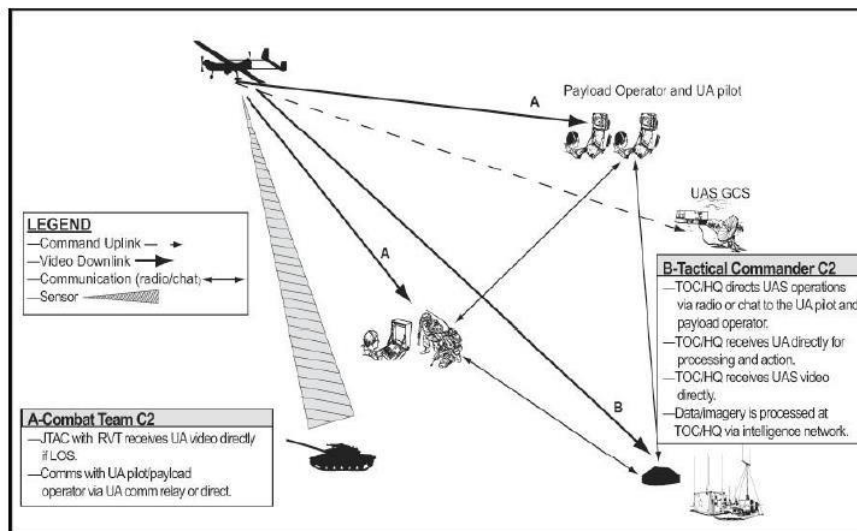 A
Payload Operator and UA pilot
UAS GCS
LEGEND
—Command Uplink
—Video Downlink
—Communication (radio/chat)
—Sensor
A
B-Tactical Commander C2
—TOC/HQ directs UAS operations
via radio or chat to the UA pilot and
payload operator.
—TOC/HQ receives UA directly for
processing and action.
—TOC/HQ receives UAS video
directly.
—Data/imagery is processed at
TOC/HQ via intelligence network.
B
A-Combat Team C2
—JTAC with RVT receives UA video directly
if LOS.
—Comms with UA pilot/payload
operator via UA comm relay or direct.